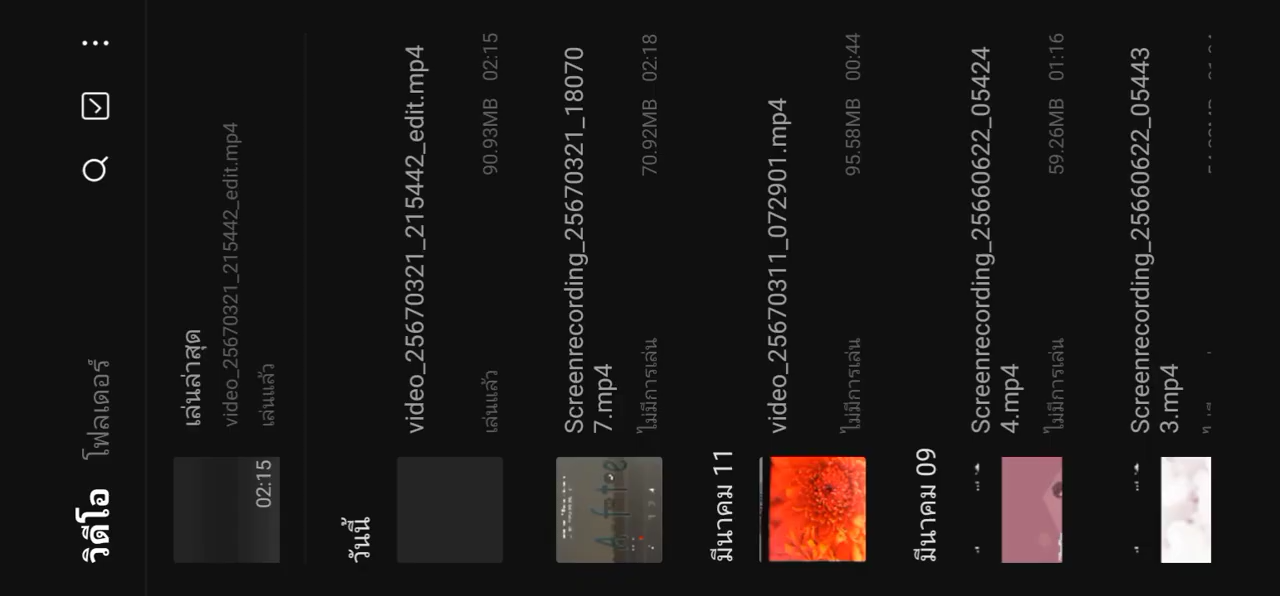 วิดีโอ โฟลเดอร์
เล่นล่าสุด
video_25670321_215442_edit.mp4
เล่นแล้ว
02:15
วันนี้
video_25670321_215442_edit.mp4
เล่นแล้ว 90.93MB 02:15
Screenrecording_25670321_18070
7.mp4
ไม่มีการเล่น 70.92MB 02:18
มีนาคม 11
video_25670311_072901.mp4
ไม่มีการเล่น 95.58MB 00:44
มีนาคม 09
Screenrecording_25660622_05424
4.mp4
ไม่มีการเล่น 59.26MB 01:16
Screenrecording_25660622_05443
3.mp4